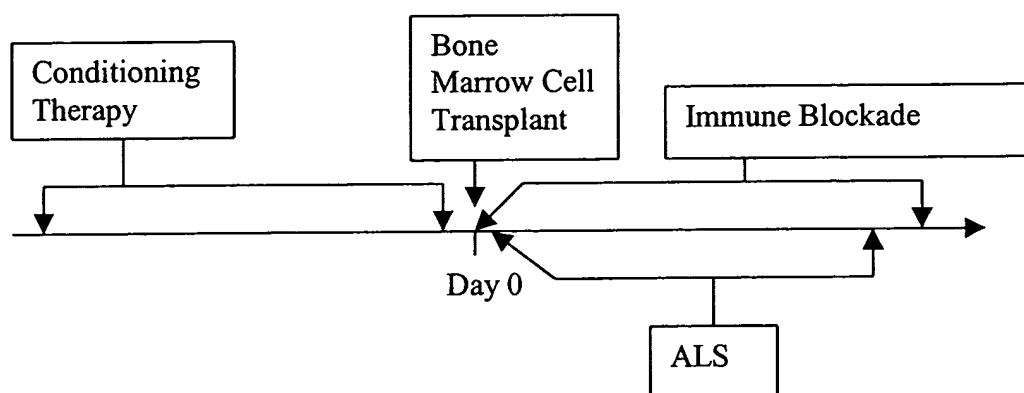 Conditioning
Therapy
Bone
Marrow Cell
Transplant
Immune Blockade
Day 0
ALS